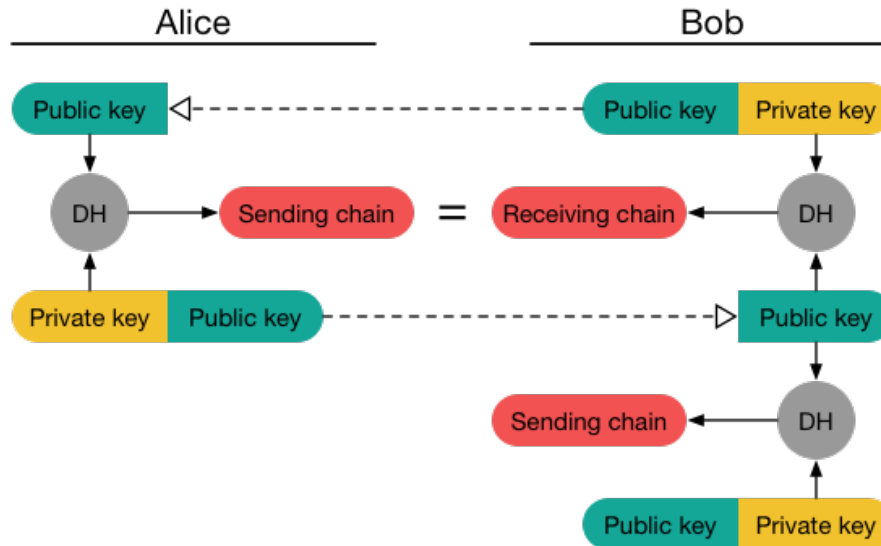 Alice
Bob
Public key
Public key Private key
DH
Sending chain
=
Receiving chain
DH
Private key Public key
Public key
Sending chain
DH
Public key Private key